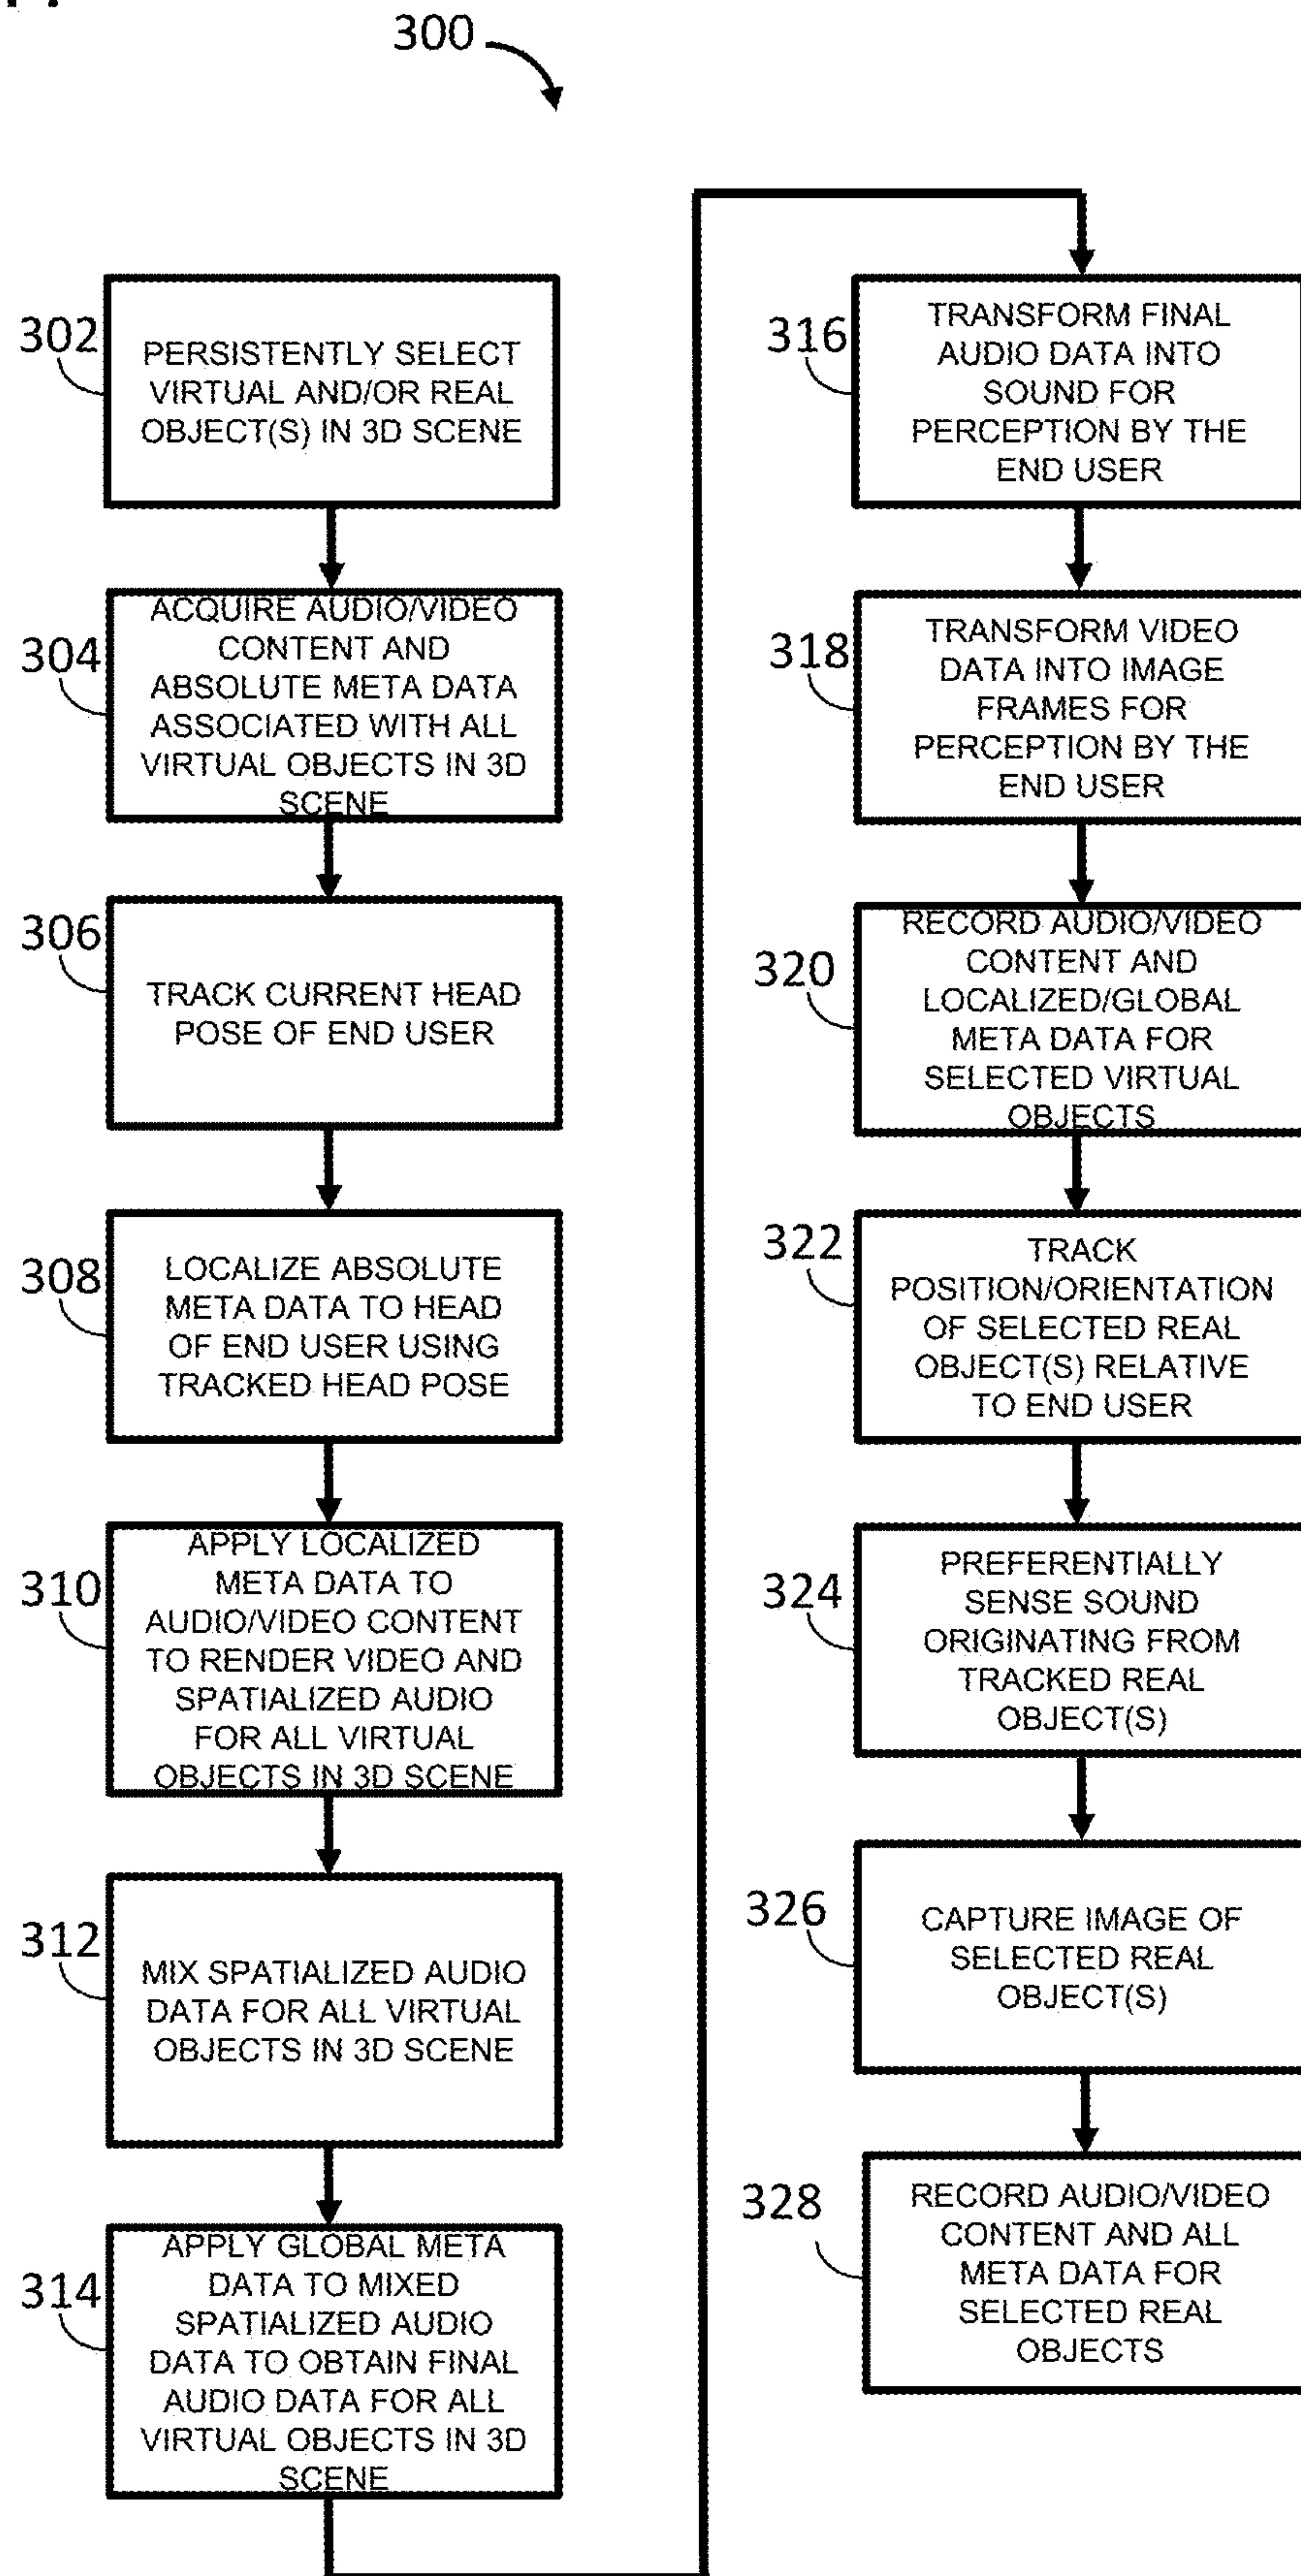 300
302
PERSISTENTLY SELECT
VIRTUAL AND/OR REAL
OBJECT(S) IN 3D SCENE
304
ACQUIRE AUDIO/VIDEO
CONTENT AND
ABSOLUTE META DATA
ASSOCIATED WITH ALL
VIRTUAL OBJECTS IN 3D
SCENE
306
TRACK CURRENT HEAD
POSE OF END USER
308
LOCALIZE ABSOLUTE
META DATA TO HEAD
OF END USER USING
TRACKED HEAD POSE
310
APPLY LOCALIZED
META DATA TO
AUDIO/VIDEO CONTENT
TO RENDER VIDEO AND
SPATIALIZED AUDIO
FOR ALL VIRTUAL
OBJECTS IN 3D SCENE
312
MIX SPATIALIZED AUDIO
DATA FOR ALL VIRTUAL
OBJECTS IN 3D SCENE
314
APPLY GLOBAL META
DATA TO MIXED
SPATIALIZED AUDIO
DATA TO OBTAIN FINAL
AUDIO DATA FOR ALL
VIRTUAL OBJECTS IN 3D
SCENE
316
TRANSFORM FINAL
AUDIO DATA INTO
SOUND FOR
PERCEPTION BY THE
END USER
318
TRANSFORM VIDEO
DATA INTO IMAGE
FRAMES FOR
PERCEPTION BY THE
END USER
320
RECORD AUDIO/VIDEO
CONTENT AND
LOCALIZED/GLOBAL
META DATA FOR
SELECTED VIRTUAL
OBJECTS
322
TRACK
POSITION/ORIENTATION
OF SELECTED REAL
OBJECT(S) RELATIVE
TO END USER
324
PREFERENTIALLY
SENSE SOUND
ORIGINATING FROM
TRACKED REAL
OBJECT(S)
326
CAPTURE IMAGE OF
SELECTED REAL
OBJECT(S)
328
RECORD AUDIO/VIDEO
CONTENT AND ALL
META DATA FOR
SELECTED REAL
OBJECTS